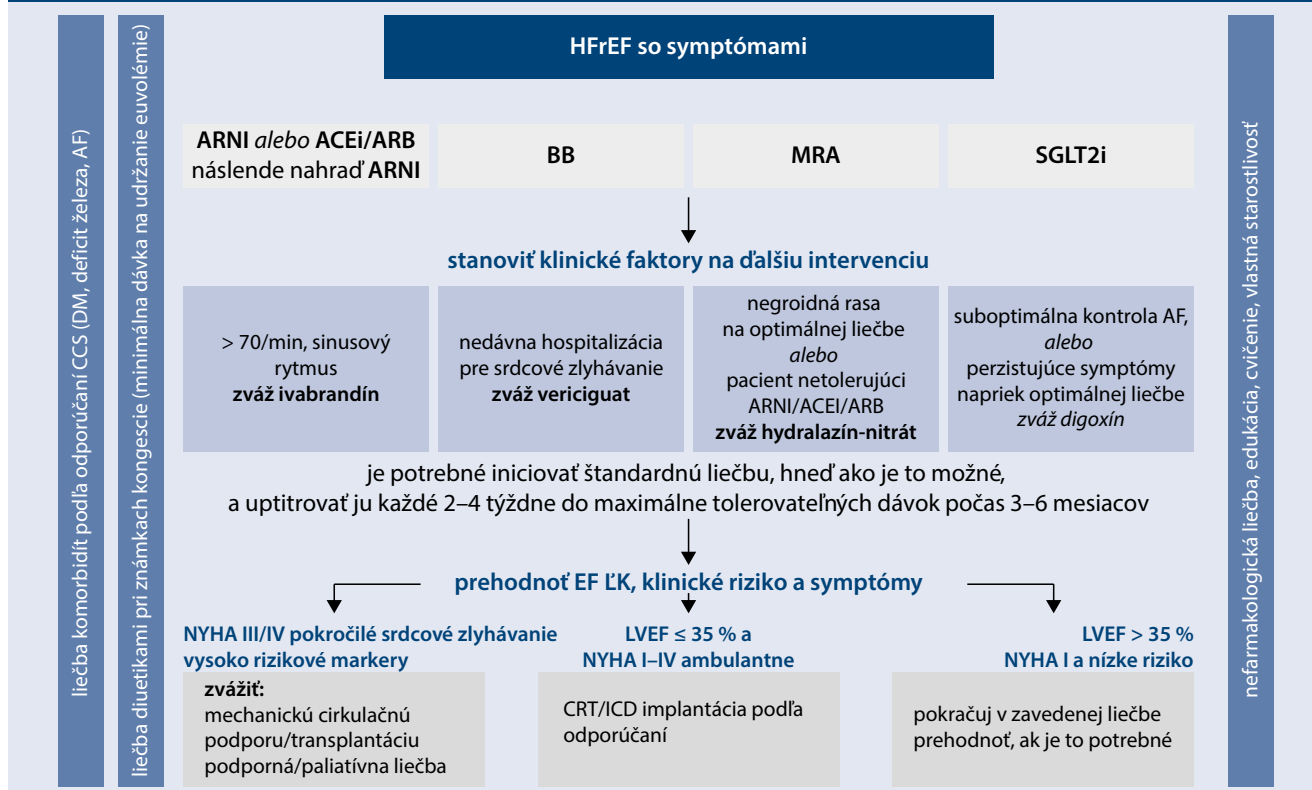 HFrEF so symptómami
liečba komorbidít podľa odporúčaní CCS (DM, deficit železa, AF)
liečba diuetikami pri známkach kongescie (minimálna dávka na udržanie euvolémie)
ARNI alebo ACEi/ARB
náslende nahraď ARNI
BB
MRA
SGLT2i
stanoviť klinické faktory na ďalšiu intervenciu
> 70/min, sinusový
rytmus
zváž ivabrandín
nedávna hospitalizácia
pre srdcové zlyhávanie
zváž vericiguat
negroidná rasa
na optimálnej liečbe
alebo
pacient netolerujúci
ARNI/ACEI/ARB
zváž hydralazín-nitrát
suboptimálna kontrola AF,
alebo
perzistujúce symptómy
napriek optimálnej liečbe
zváž digoxín
je potrebné iniciovať štandardnú liečbu, hneď ako je to možné,
a uptitrovať ju každé 2–4 týždne do maximálne tolerovateľných dávok počas 3–6 mesiacov
prehodnoť EF ĽK, klinické riziko a symptómy
NYHA III/IV pokročilé srdcové zlyhávanie
vysoko rizikové markery
zvážiť:
mechanickú cirkulačnú
podporu/transplantáciu
podporná/paliatívna liečba
LVEF ≤ 35 % a
NYHA I–IV ambulantne
CRT/ICD implantácia podľa
odporúčaní
LVEF > 35 %
NYHA I a nízke riziko
pokračuj v zavedenej liečbe
prehodnoť, ak je to potrebné
nefarmakologická liečba, edukácia, cvičenie, vlastná starostlivosť